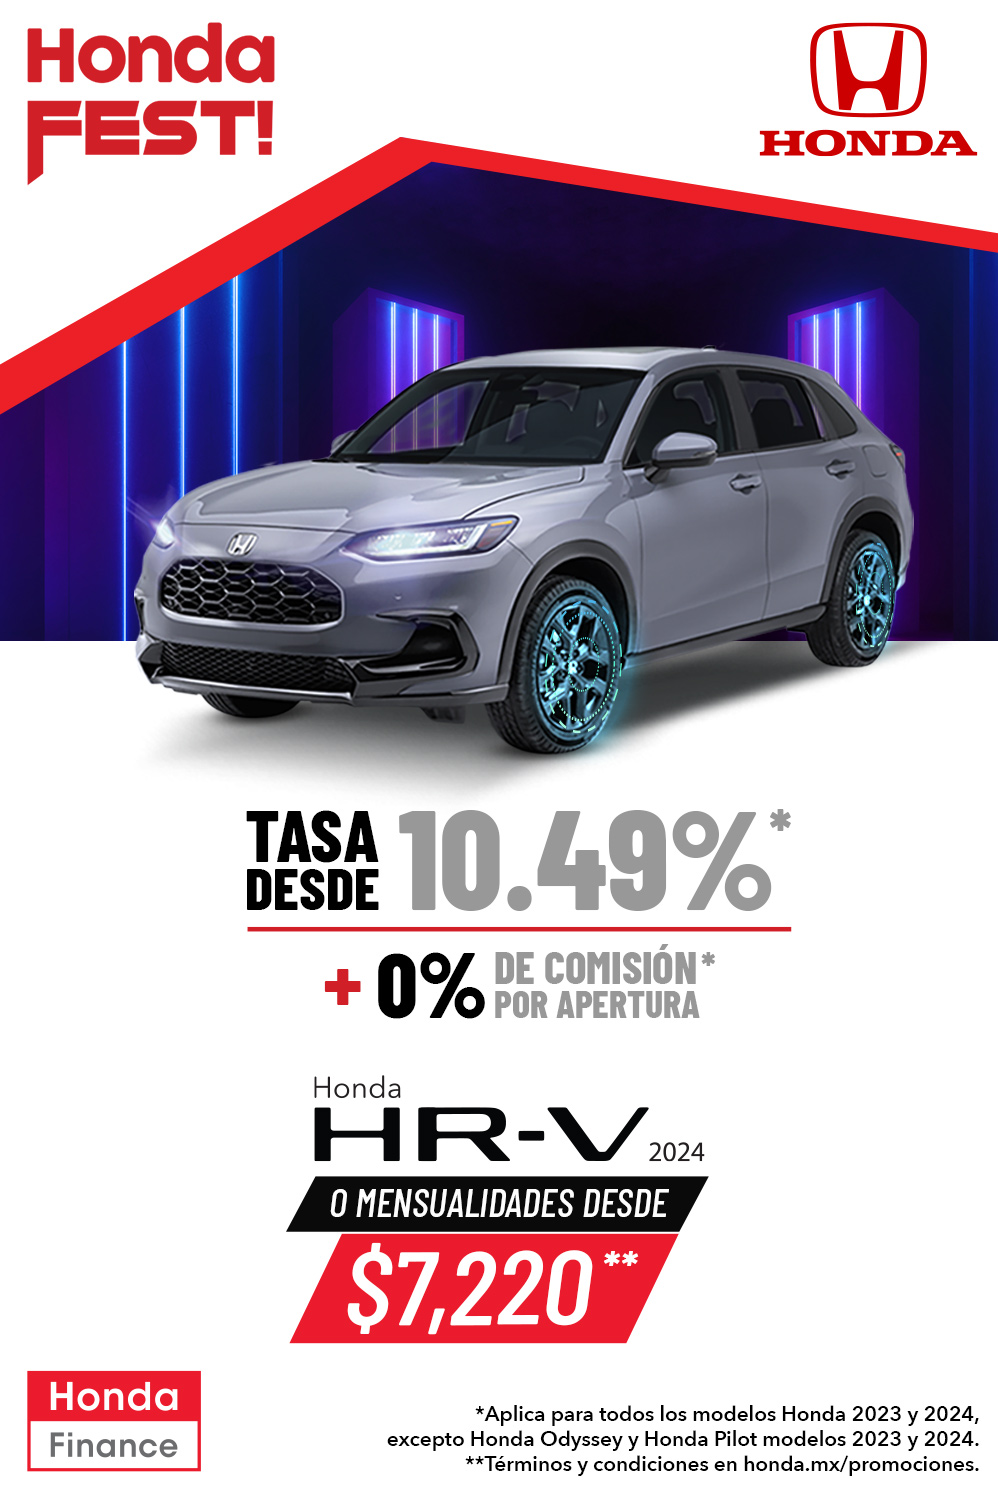 Honda
FEST!
HONDA
TASA
DESDE
10.49%*
+ 0%
DE COMISIÓN*
POR APERTURA
Honda
HR-V
2024
O MENSUALIDADES DESDE
$7,220**
Honda
Finance
*Aplica para todos los modelos Honda 2023 y 2024,
excepto Honda Odyssey y Honda Pilot modelos 2023 y 2024.
**Términos y condiciones en honda.mx/promociones.